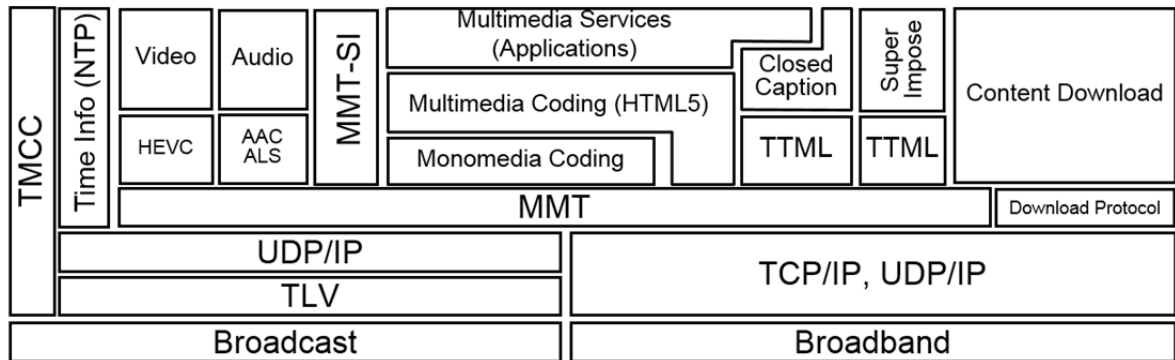 TMCC
Time Info (NTP)
Video
Audio
MMT-SI
Multimedia Services
(Applications)
Closed
Caption
Super
Impose
Content Download
Multimedia Coding (HTML5)
HEVC
AAC
ALS
Monomedia Coding
TTML
TTML
MMT
Download Protocol
UDP/IP
TCP/IP, UDP/IP
TLV
Broadcast
Broadband